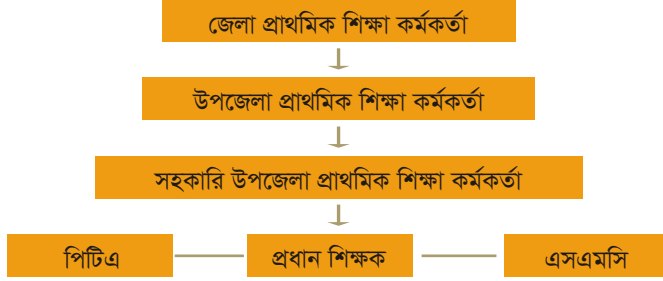 জেলা প্রাথমিক শিক্ষা কর্মকর্তা
উপজেলা প্রাথমিক শিক্ষা কর্মকর্তা
সহকারি উপজেলা প্রাথমিক শিক্ষা কর্মকর্তা
পিটিএ
প্রধান শিক্ষক
এসএমসি